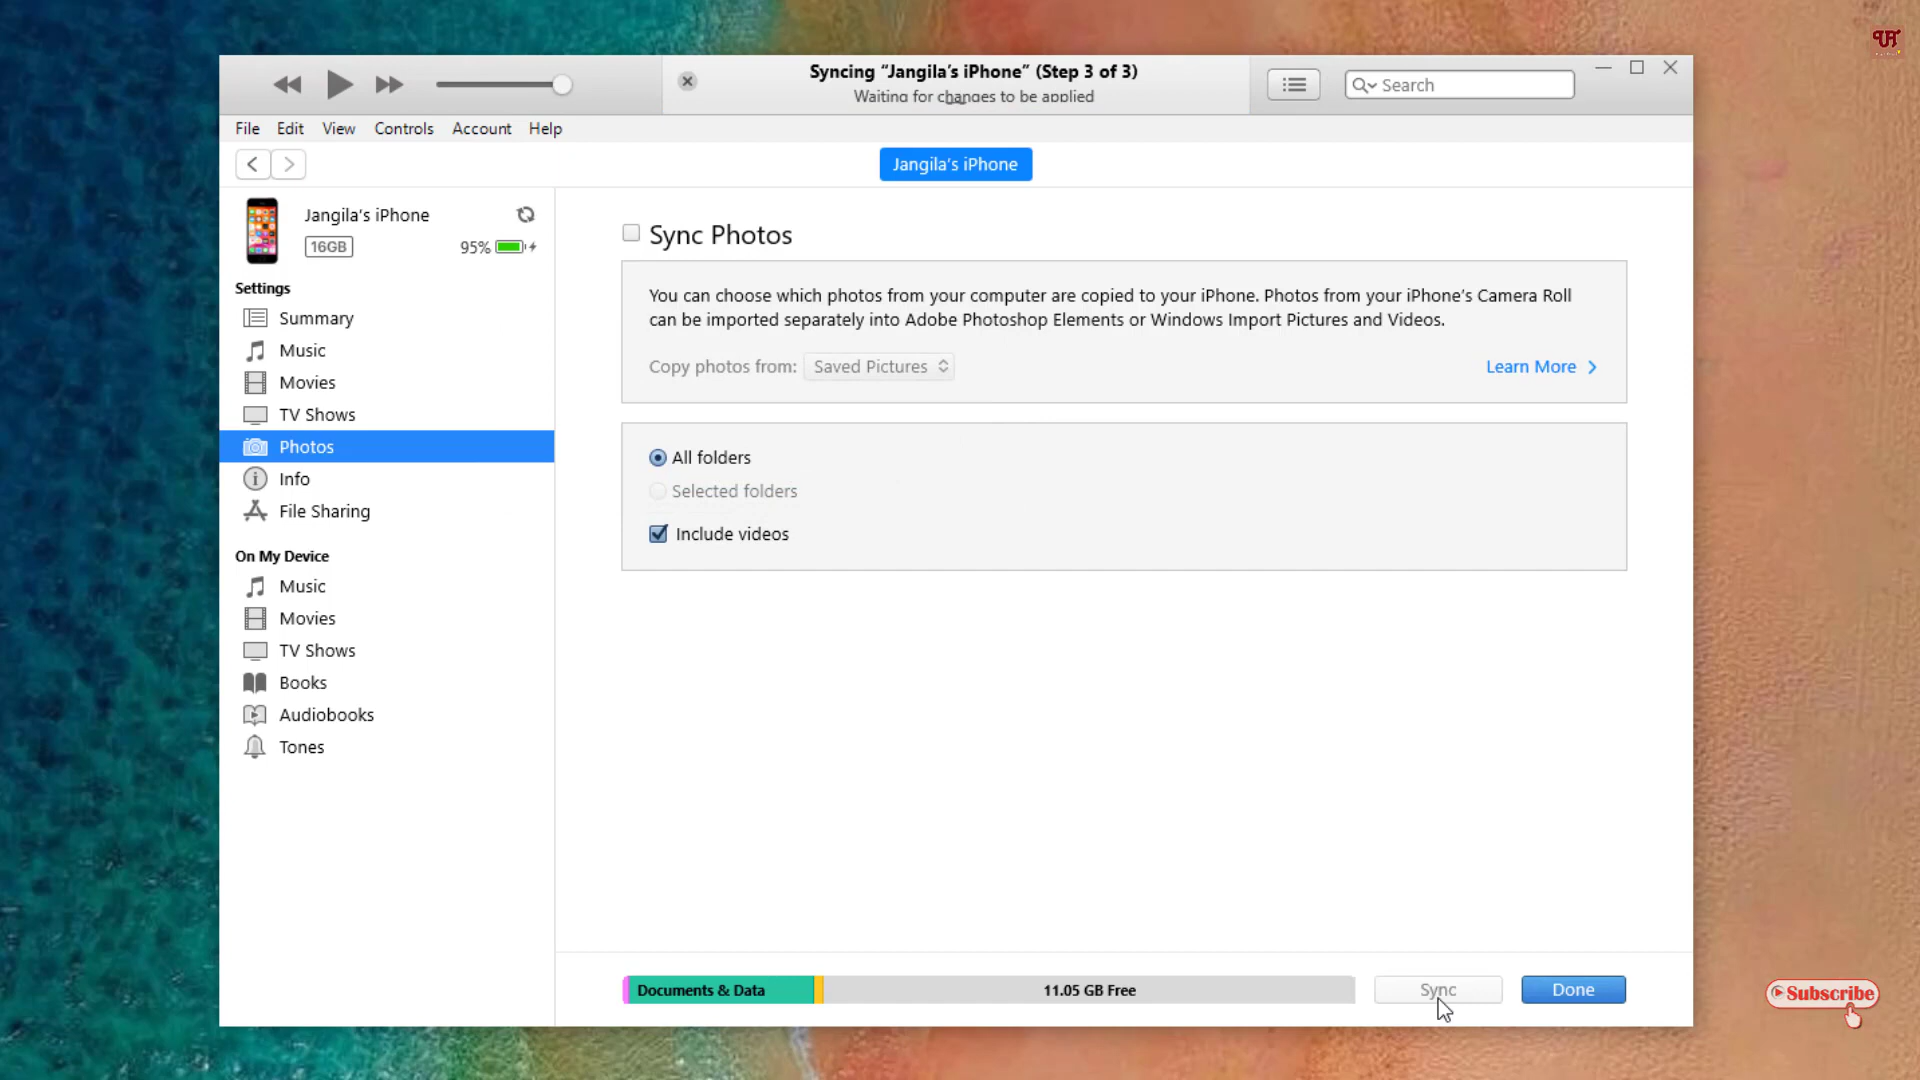 Syncing “Jangila’s iPhone” (Step 3 of 3)
Waiting for changes to be applied
Search
File Edit View Controls Account Help
Jangila’s iPhone
Jangila’s iPhone
16GB
95%
Settings
Summary
Music
Movies
TV Shows
Photos
Info
File Sharing
On My Device
Music
Movies
TV Shows
Books
Audiobooks
Tones
Sync Photos
You can choose which photos from your computer are copied to your iPhone. Photos from your iPhone’s Camera Roll
can be imported separately into Adobe Photoshop Elements or Windows Import Pictures and Videos.
Copy photos from: Saved Pictures
Learn More
All folders
Selected folders
Include videos
Documents & Data
11.05 GB Free
Sync
Done
Subscribe